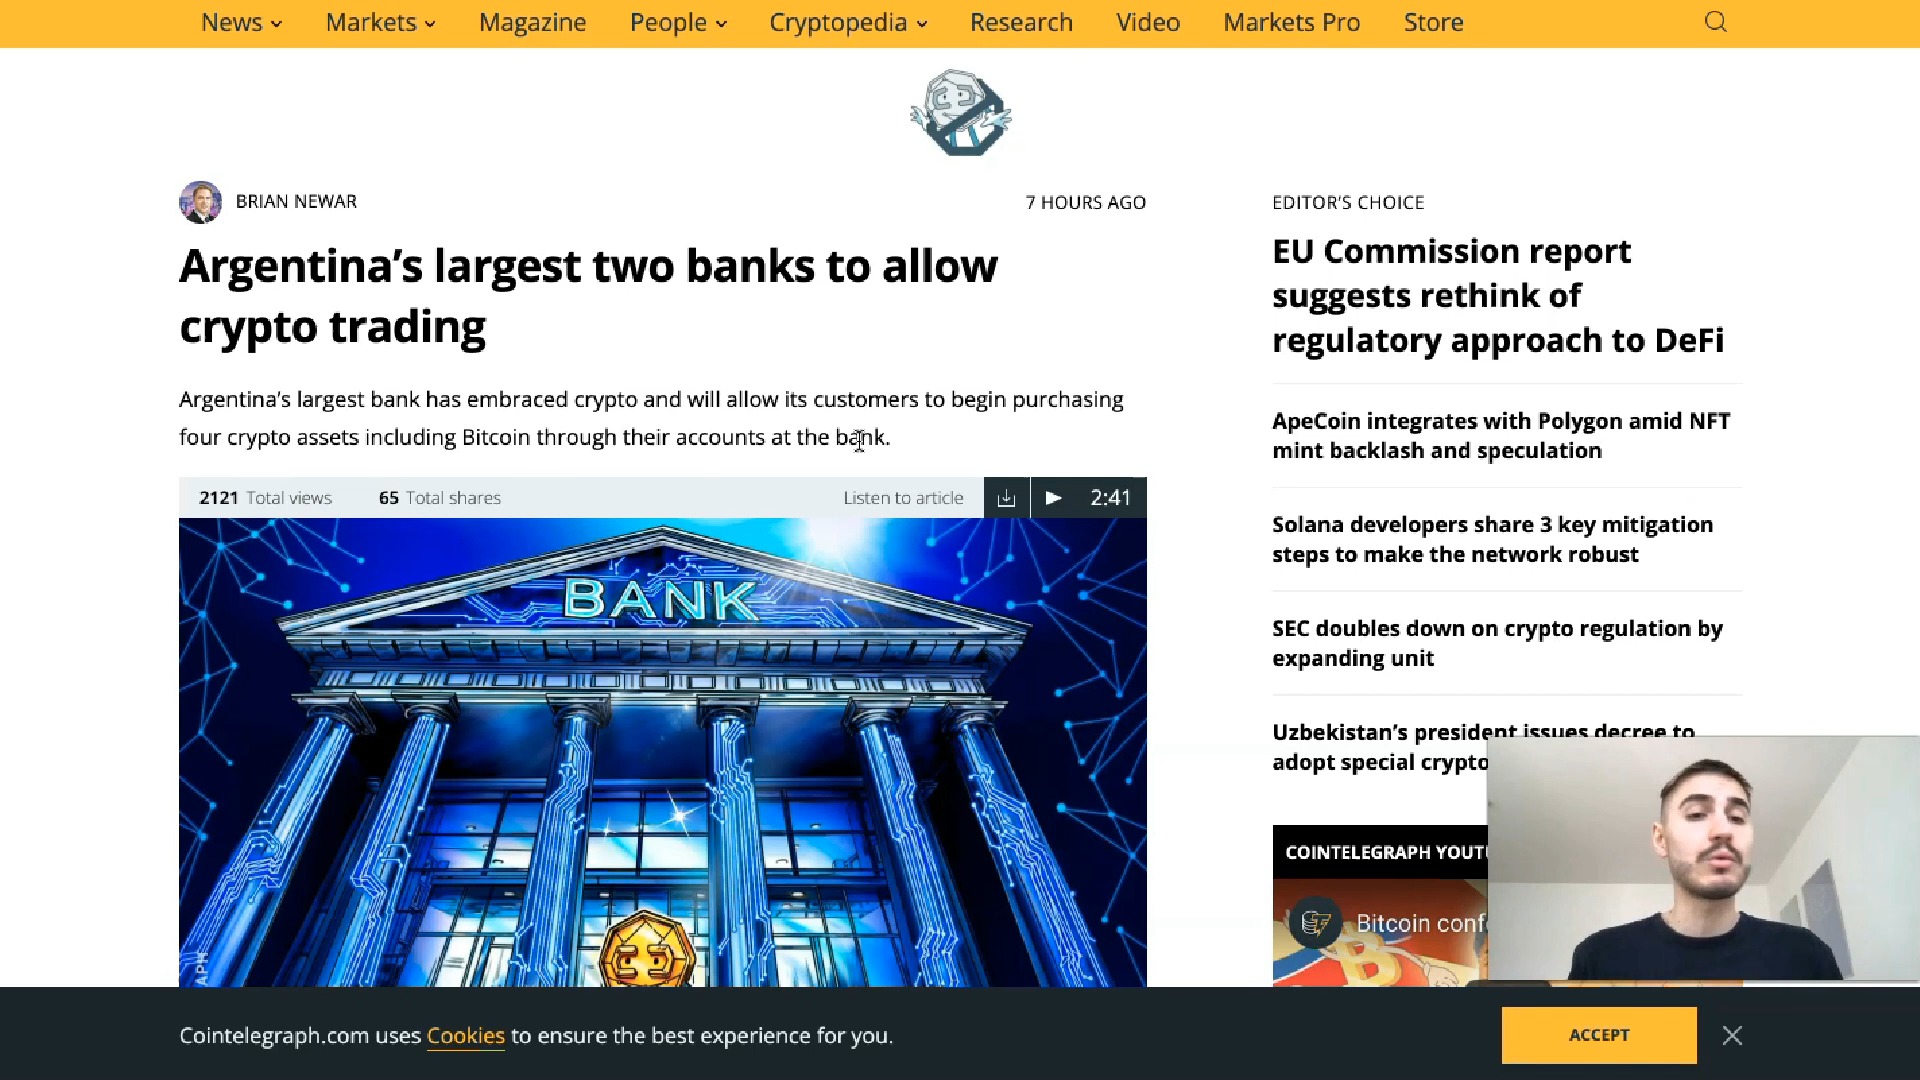 News
Markets
Magazine
People
Cryptopedia
Research
Video
Markets Pro
Store
BRIAN NEWAR
7 HOURS AGO
Argentina's largest two banks to allow
crypto trading
Argentina's largest bank has embraced crypto and will allow its customers to begin purchasing
four crypto assets including Bitcoin through their accounts at the bank.
2121 Total views
65 Total shares
Listen to article
2:41
BANK
EDITOR'S CHOICE
EU Commission report
suggests rethink of
regulatory approach to DeFi
ApeCoin integrates with Polygon amid NFT
mint backlash and speculation
Solana developers share 3 key mitigation
steps to make the network robust
SEC doubles down on crypto regulation by
expanding unit
Uzbekistan's president issues decree to
adopt special crypto
COINTELEGRAPH
Bitcoin
Cointelegraph.com uses Cookies to ensure the best experience for you.
ACCEPT